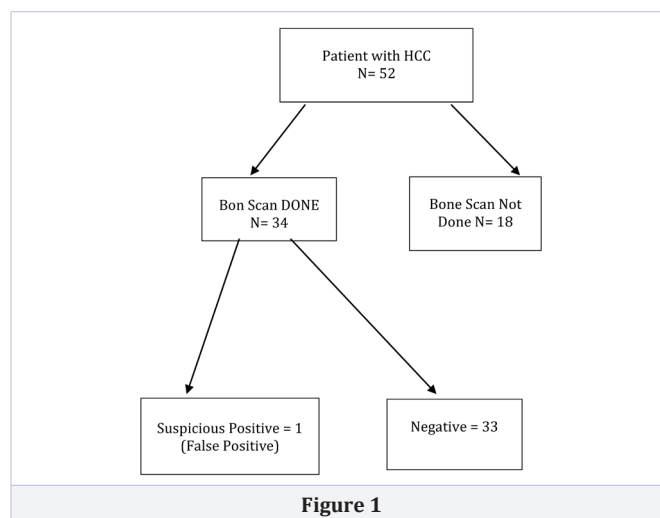 Patient with HCC
N= 52
Bon Scan DONE
N= 34
Bone Scan Not
Done N= 18
Suspicious Positive = 1
(False Positive)
Negative = 33
Figure 1